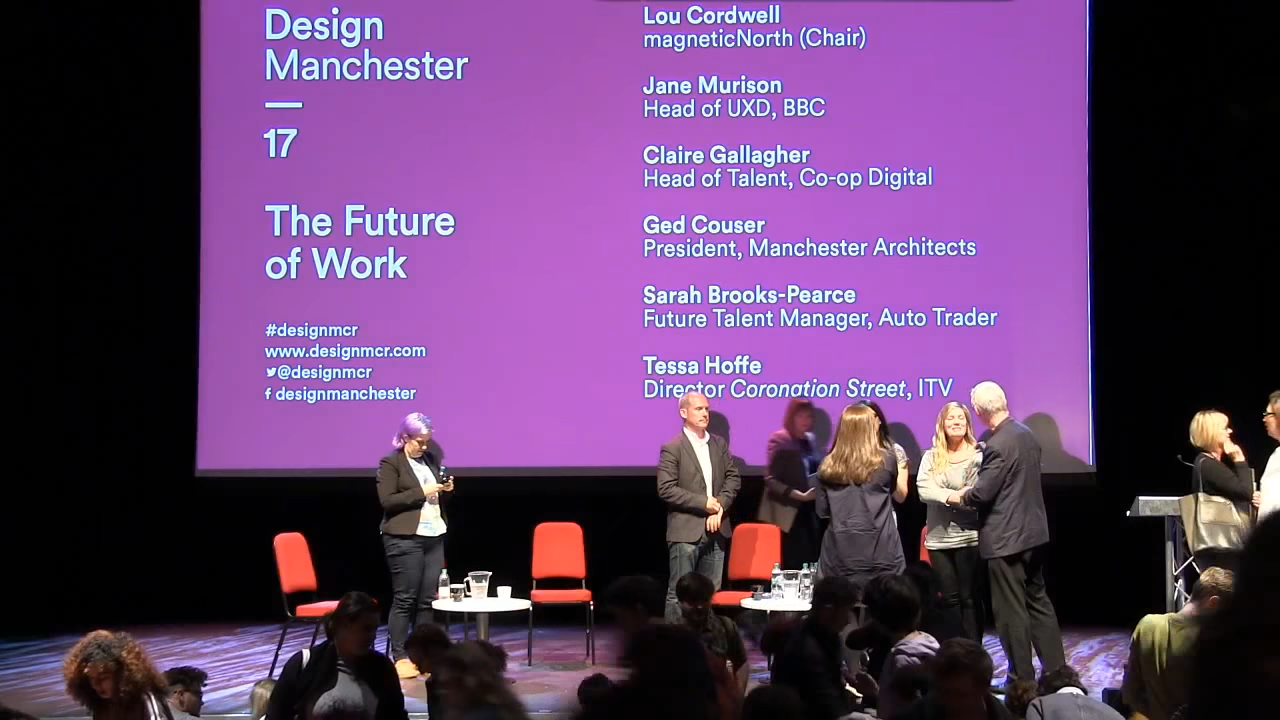 Design
Manchester
—
17
The Future
of Work
#designmcr
www.designmcr.com
@designmcr
f designmanchester
Lou Cordwell
magneticNorth (Chair)
Jane Murison
Head of UXD, BBC
Claire Gallagher
Head of Talent, Co-op Digital
Ged Couser
President, Manchester Architects
Sarah Brooks-Pearce
Future Talent Manager, Auto Trader
Tessa Hoffe
Director Coronation Street, ITV